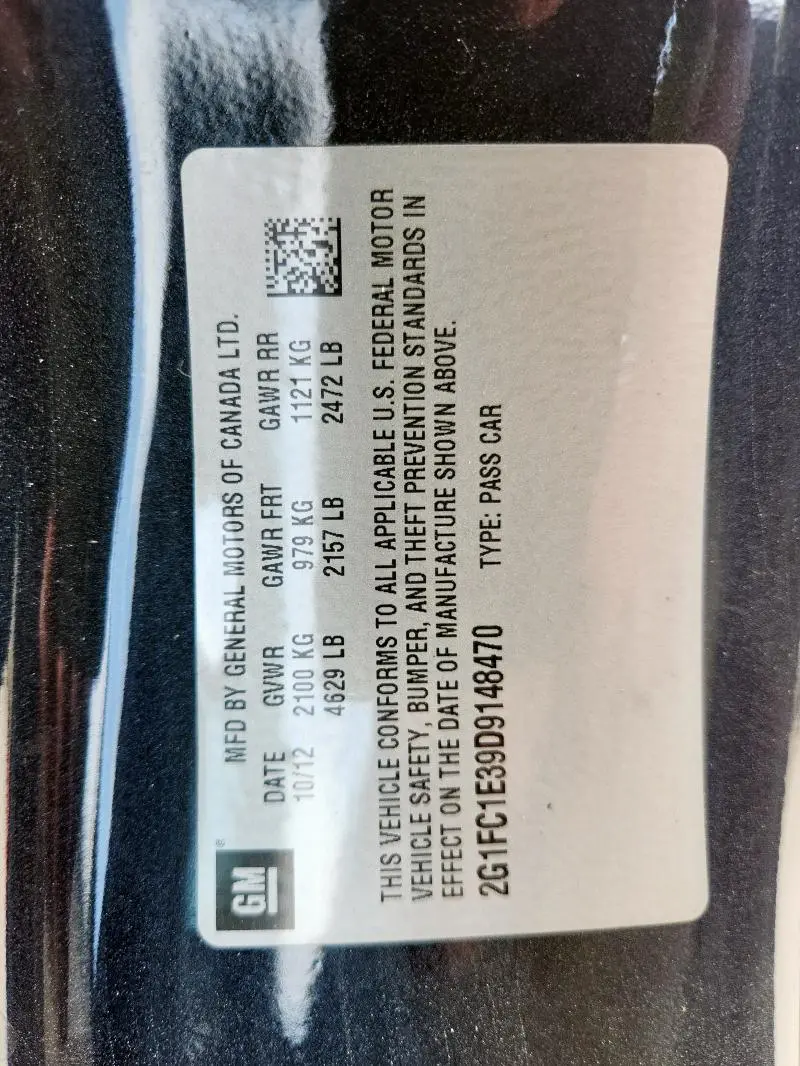 GM®
MFD BY GENERAL MOTORS OF CANADA LTD.
DATE GVWR GAWR FRT GAWR RR
10/12 2100 KG 979 KG 1121 KG
4629 LB 2157 LB 2472 LB
THIS VEHICLE CONFORMS TO ALL APPLICABLE U.S. FEDERAL MOTOR
VEHICLE SAFETY, BUMPER, AND THEFT PREVENTION STANDARDS IN
EFFECT ON THE DATE OF MANUFACTURE SHOWN ABOVE.
2G1FC1E39D9148470 TYPE: PASS CAR